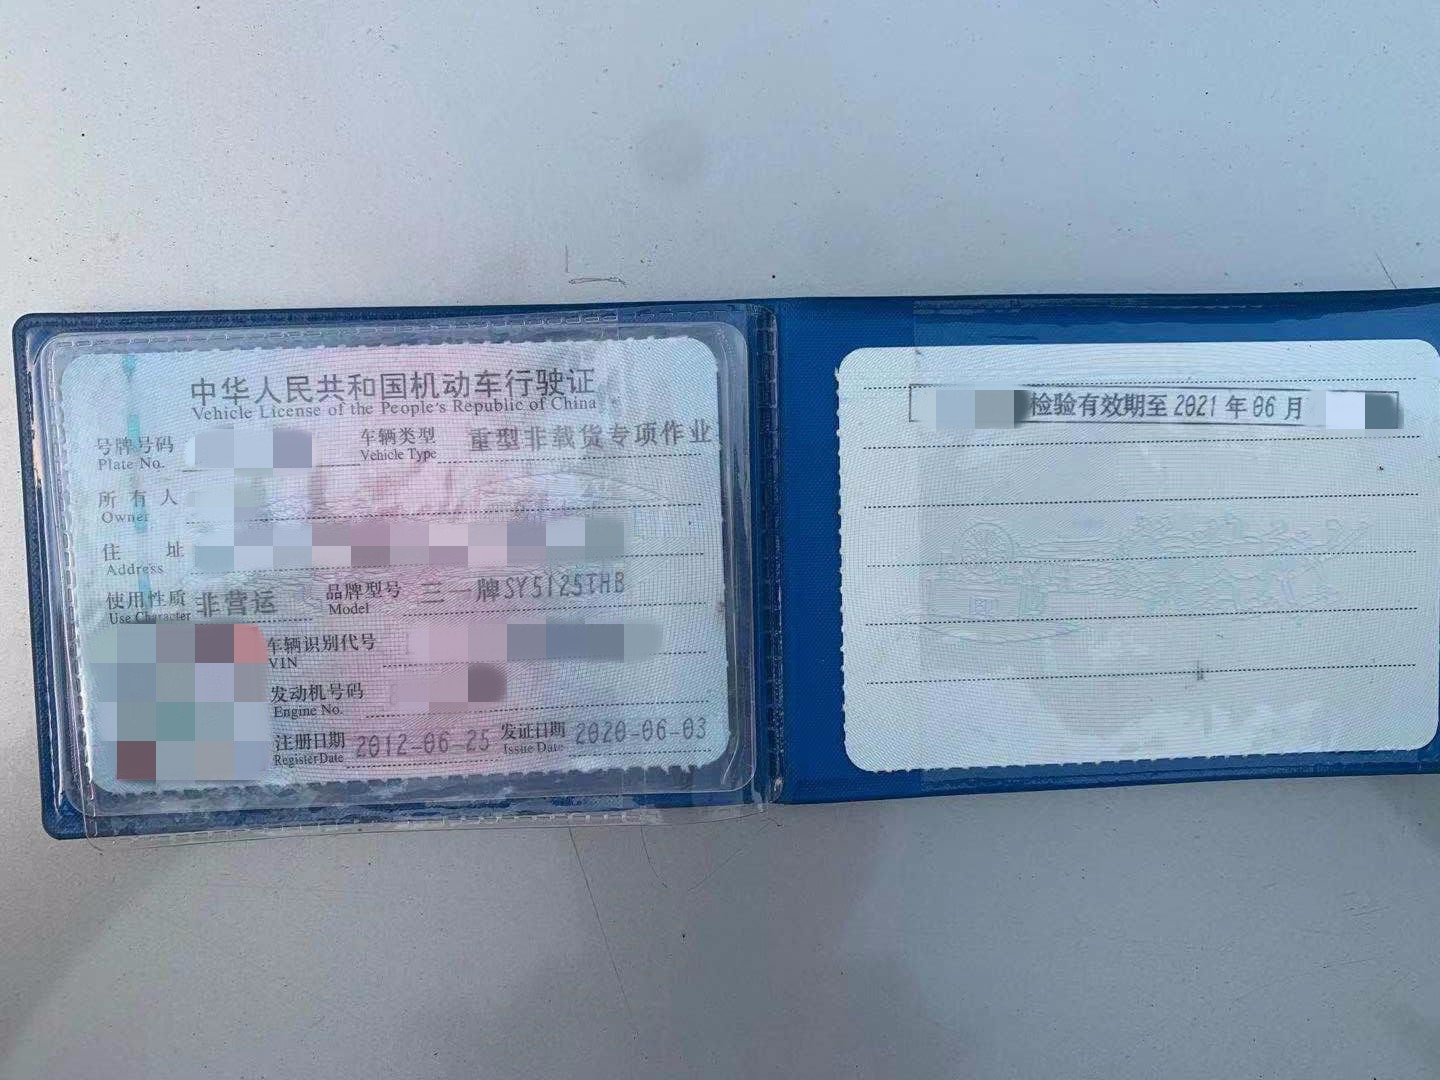 中华人民共和国机动车行驶证
Vehicle License of the People's Republic of China
号牌号码 车辆类型 重型非载货专项作业
Plate No. Vehicle Type
所有人
Owner
住址
Address
使用性质 非营运 品牌型号 三一牌SY5125THB
Use Character Model
车辆识别代号
VIN
发动机号码
Engine No.
注册日期 2012-06-25 发证日期 2020-06-03
Register Date Issue Date
检验有效期至2021年06月